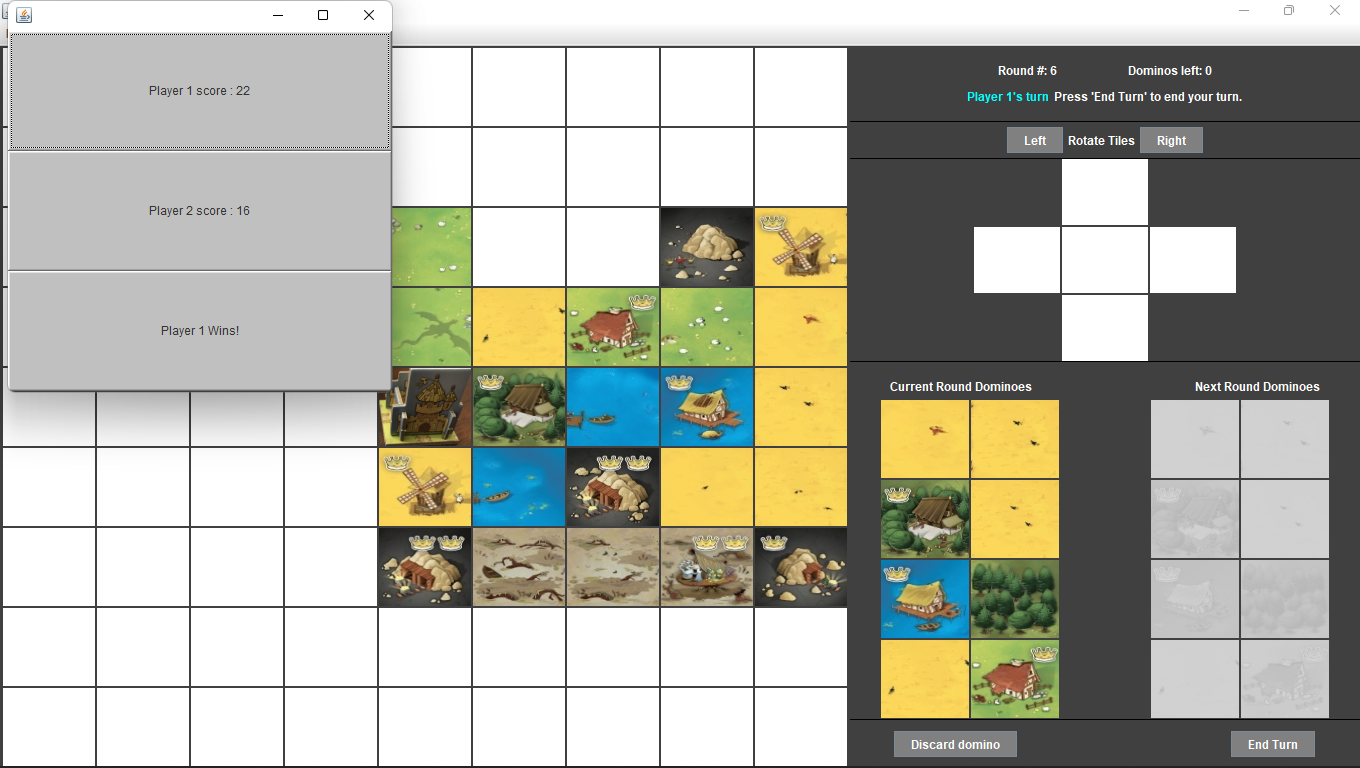 Player 1 score : 22
Player 2 score : 16
Player 1 Wins!
Round #: 6 Dominos left: 0
Player 1's turn Press 'End Turn' to end your turn.
Left Rotate Tiles Right
Current Round Dominoes Next Round Dominoes
Discard domino End Turn